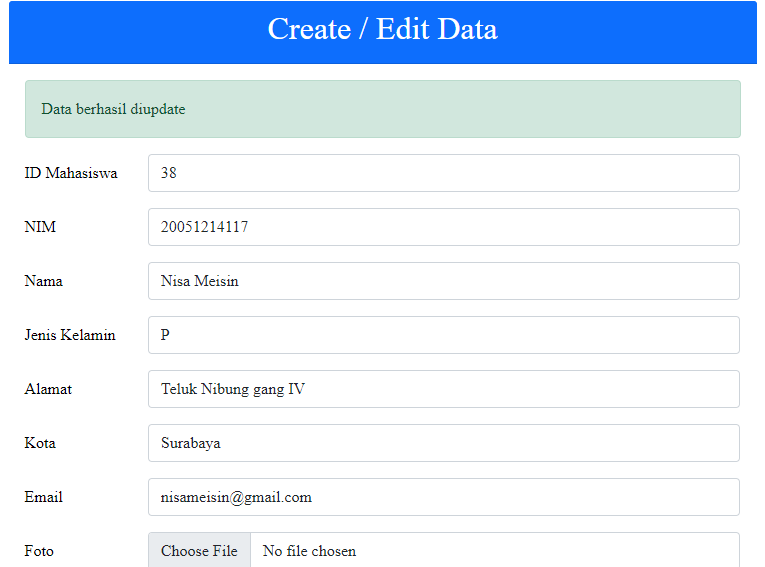 Create / Edit Data
Data berhasil diupdate
ID Mahasiswa 38
NIM 20051214117
Nama Nisa Meisin
Jenis Kelamin P
Alamat Teluk Nibung gang IV
Kota Surabaya
Email nisameisin@gmail.com
Foto Choose File No file chosen